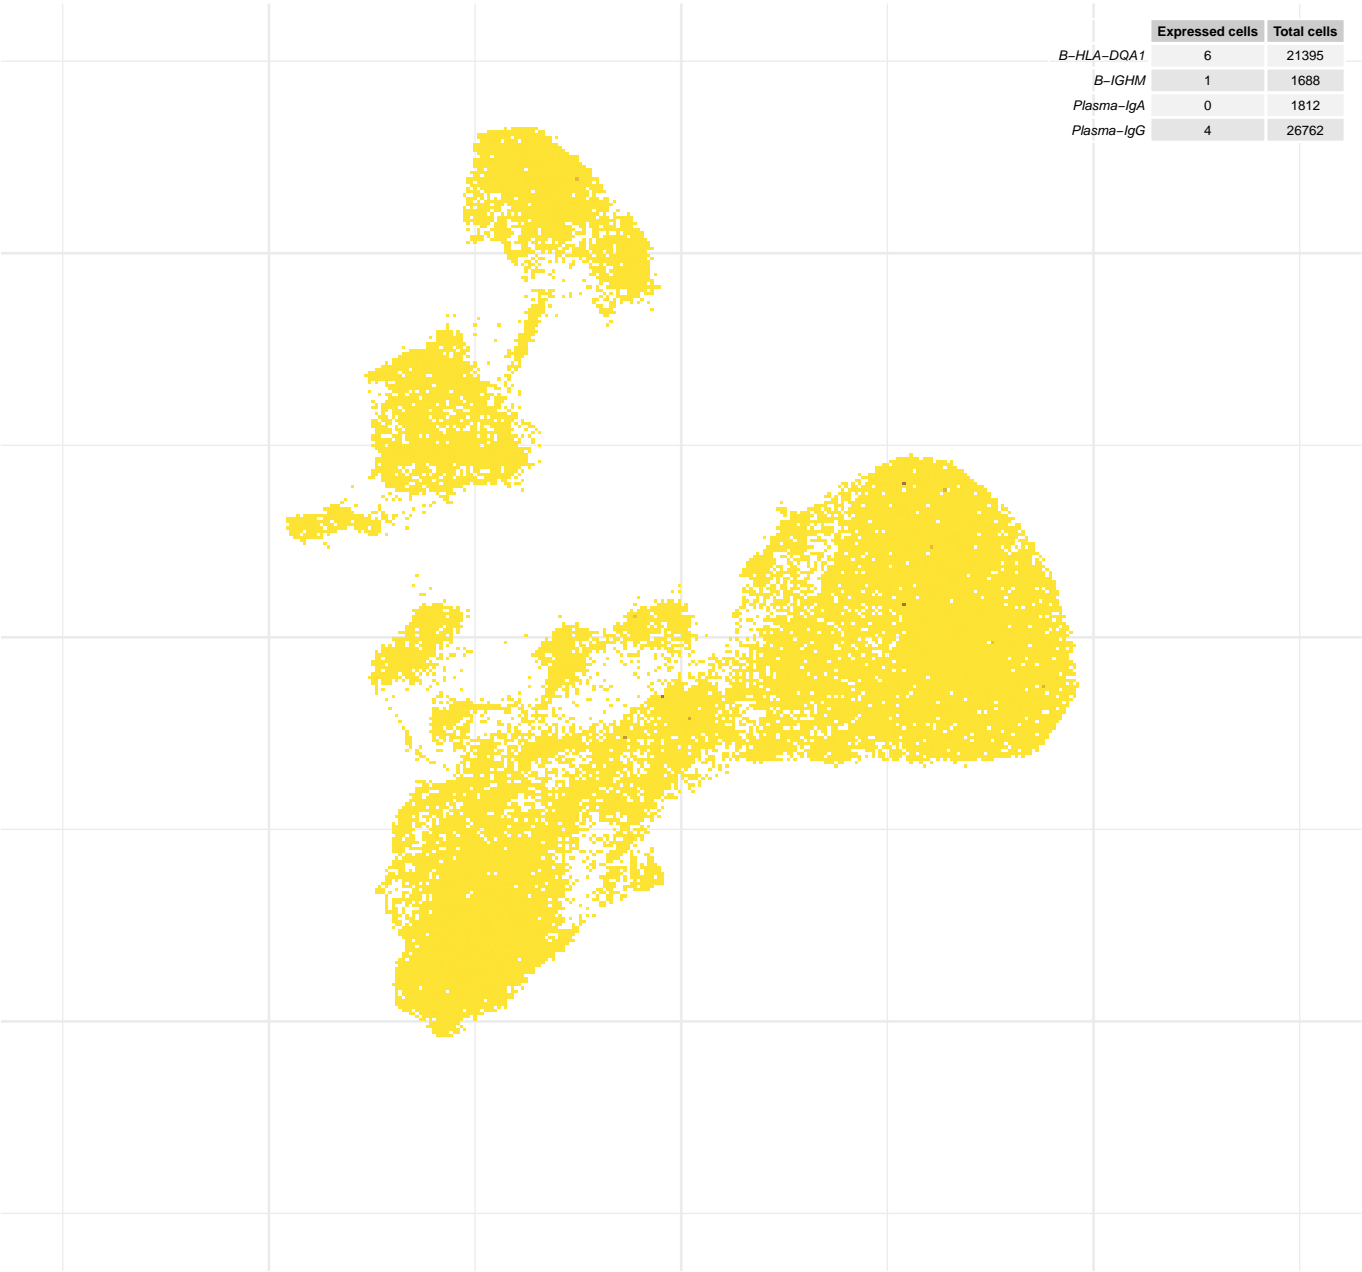 Expressed cells Total cells
B−HLA−DQA1 6 21395
B−IGHM 1 1688
Plasma−IgA 0 1812
Plasma−IgG 4 26762